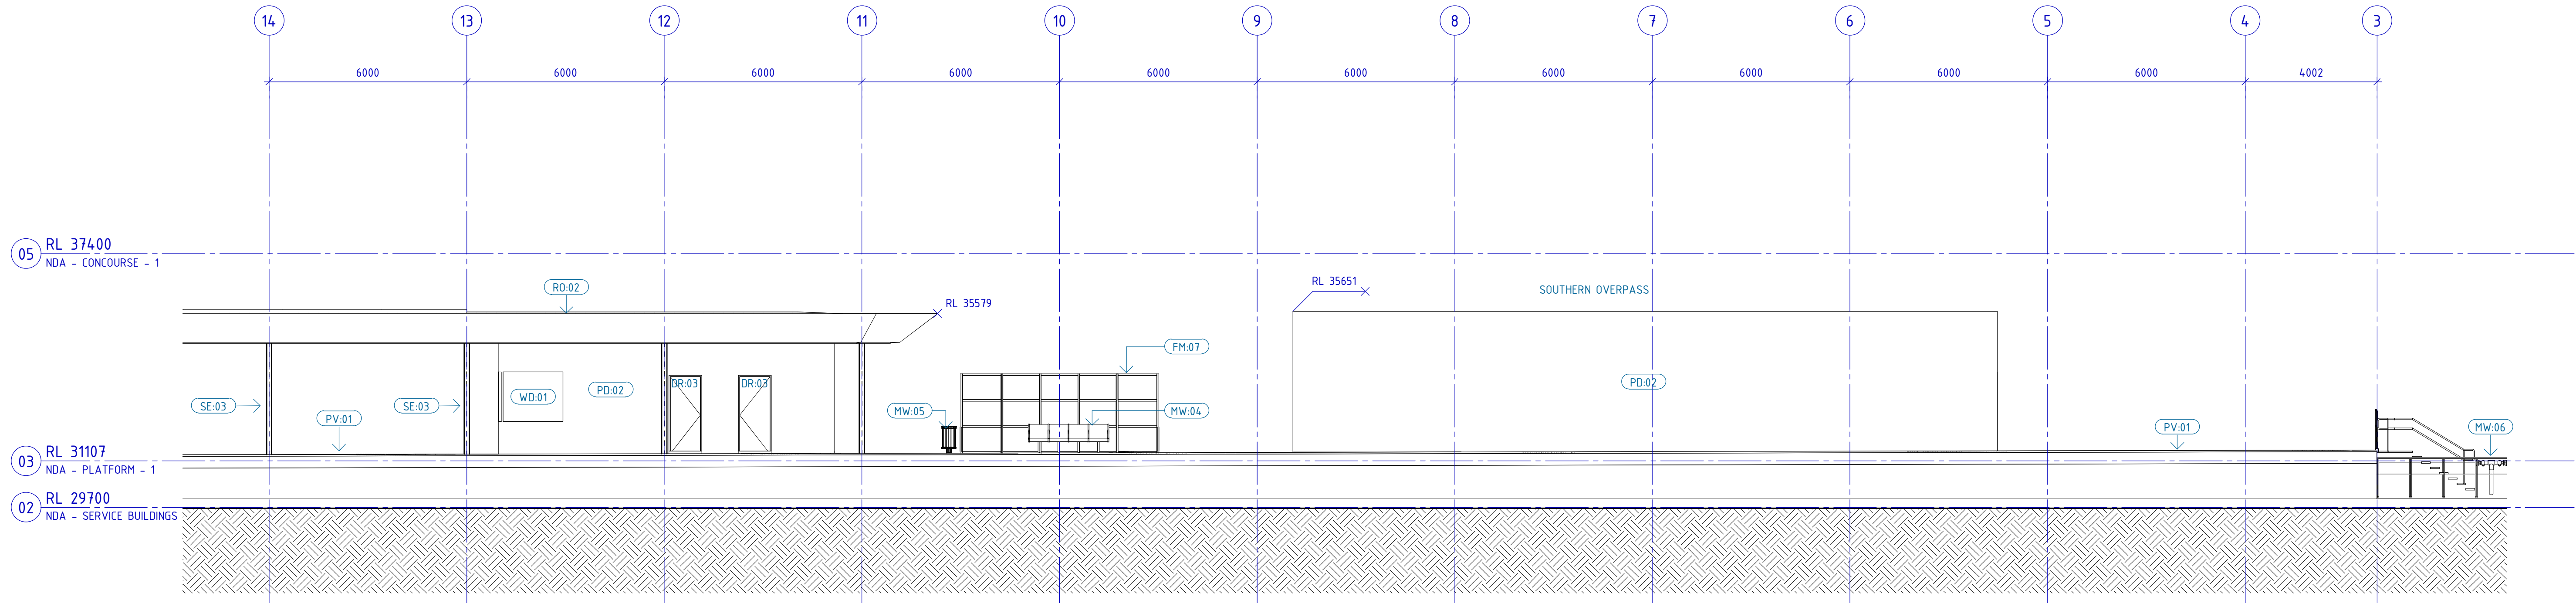 14 13 12 11 10 9 8 7 6 5 4 3
6000 6000 6000 6000 6000 6000 6000 6000 6000 6000 4002
05 RL 37400
NDA - CONCOURSE - 1
RO:02
RL 35579
RL 35651
SOUTHERN OVERPASS
FM:07
SE:03
PV:01
SE:03
WD:01
PD:02
DR:03
DR:03
MW:05
MW:04
PD:02
PV:01
MW:06
03 RL 31107
NDA - PLATFORM - 1
02 RL 29700
NDA - SERVICE BUILDINGS